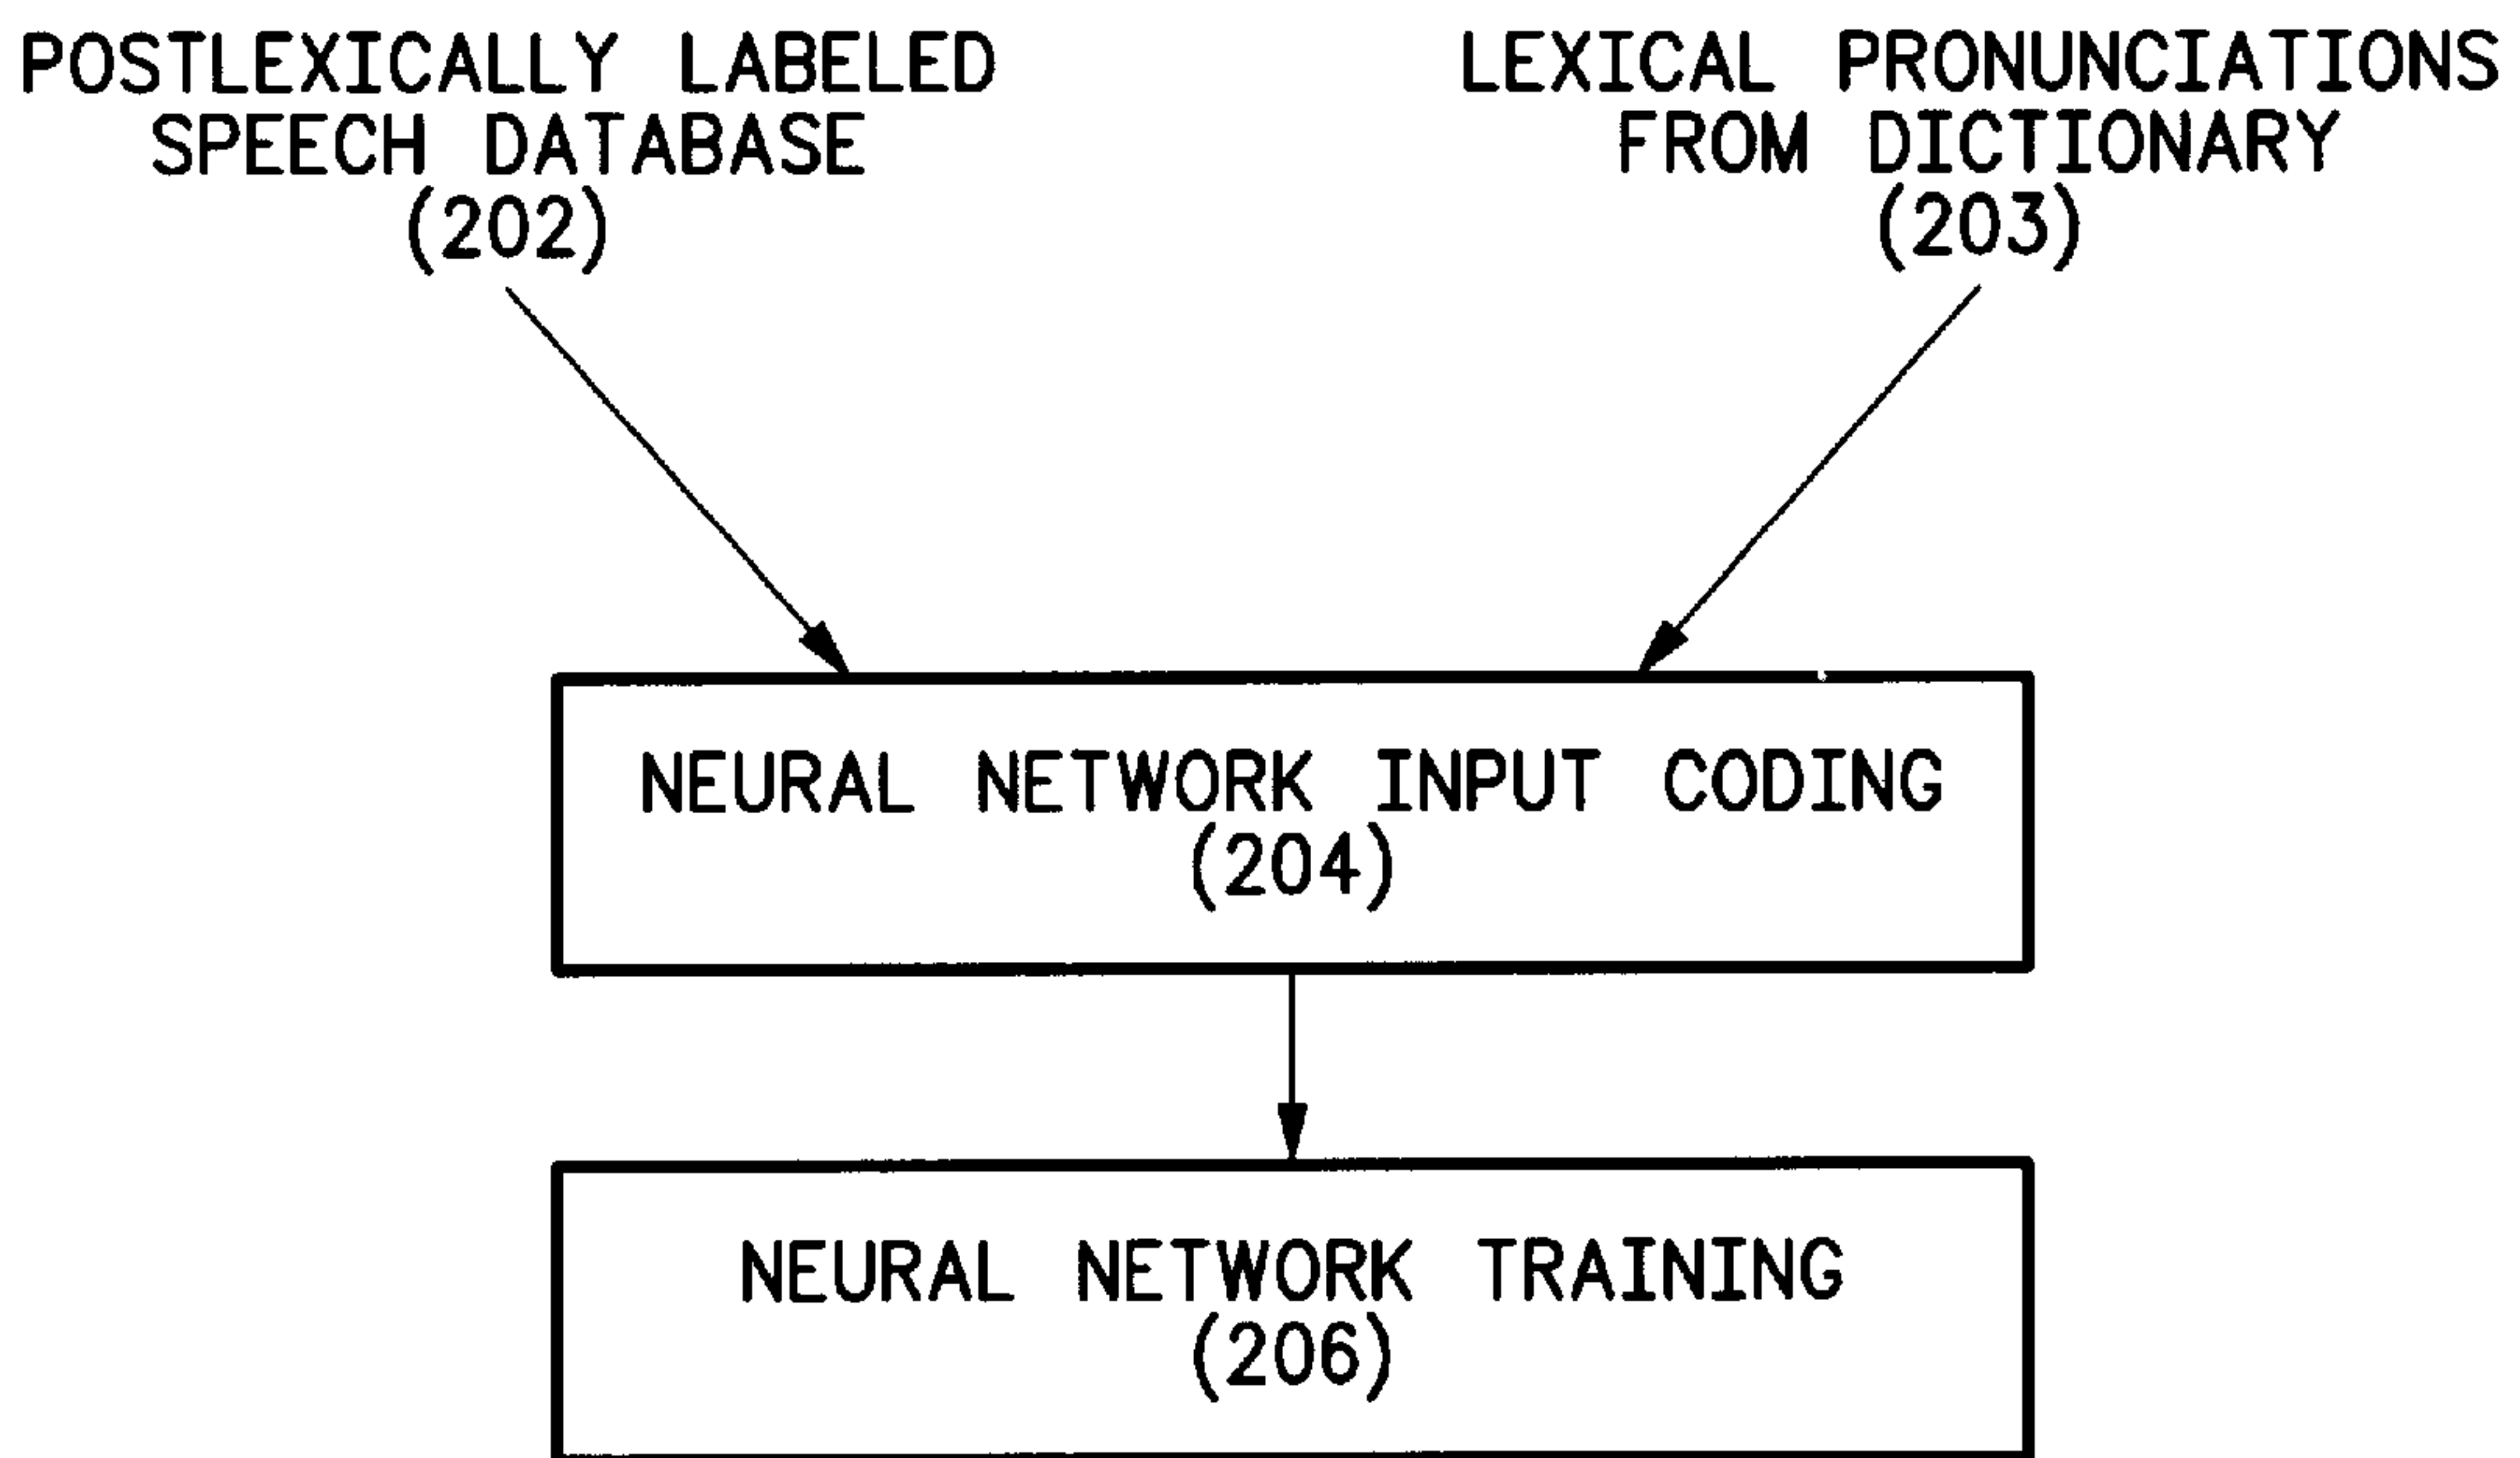 POSTLEXICALLY LABELED
SPEECH DATABASE
(202)
LEXICAL PRONUNCIATIONS
FROM DICTIONARY
(203)
NEURAL NETWORK INPUT CODING
(204)
NEURAL NETWORK TRAINING
(206)